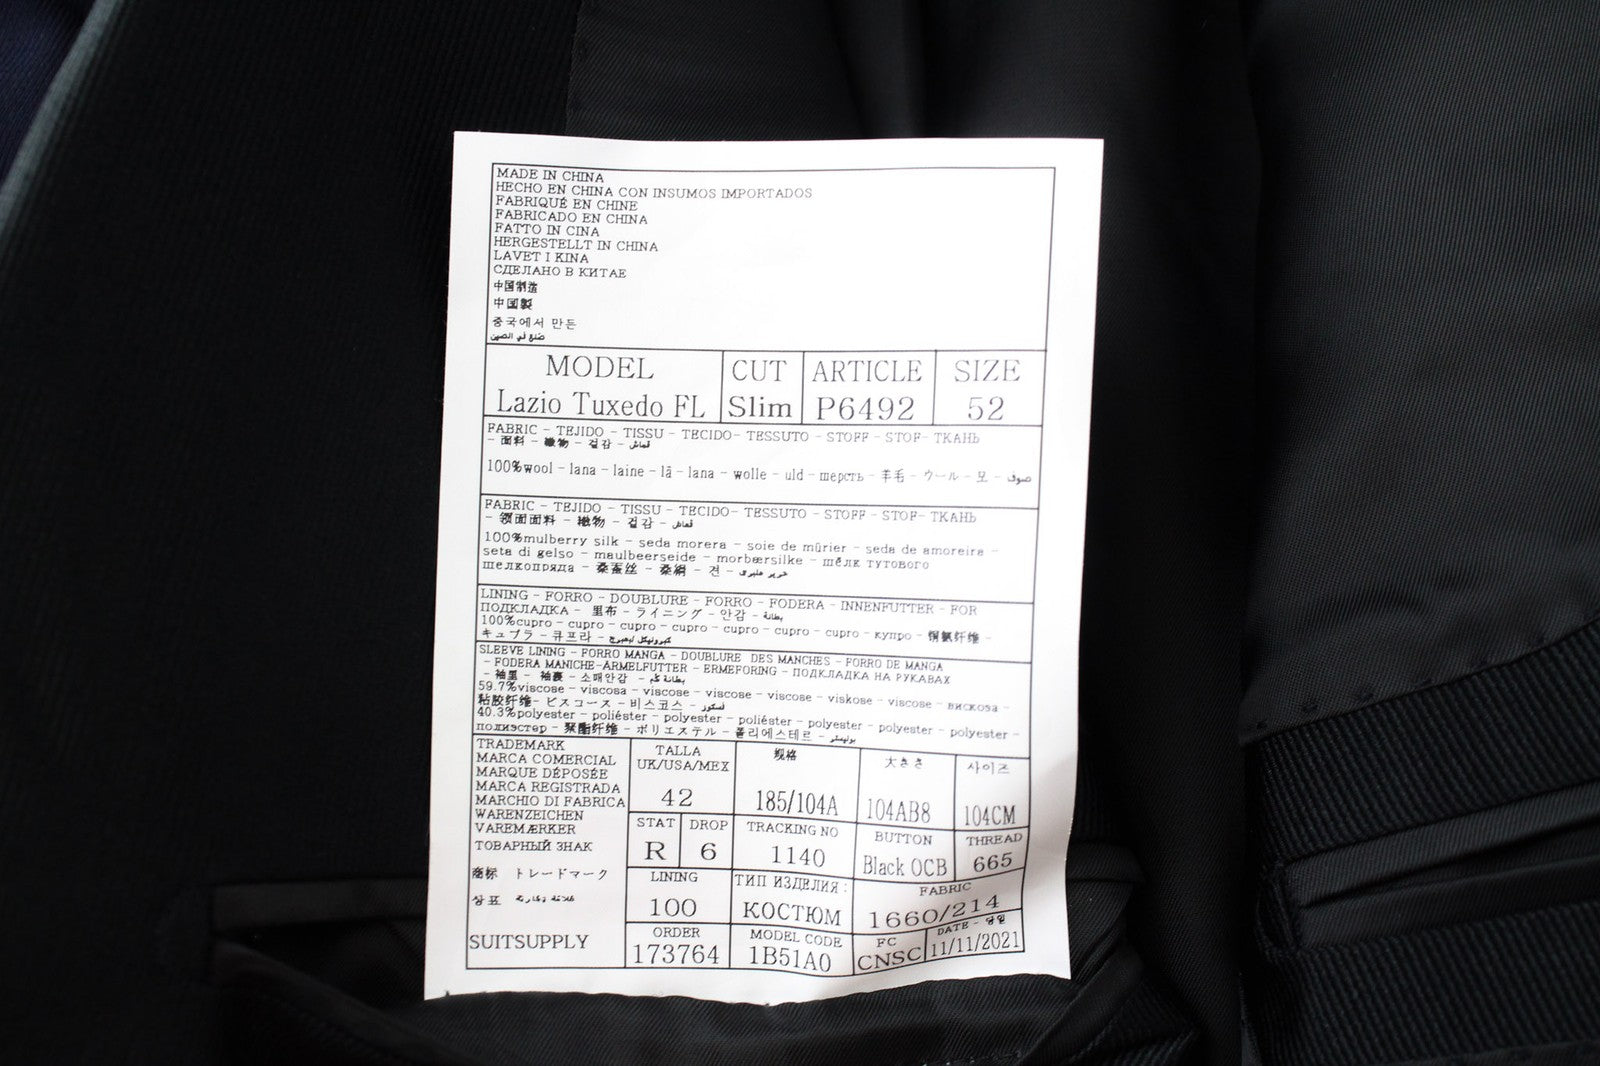 MADE IN CHINA
HECHO EN CHINA CON INSUMOS IMPORTADOS
FABRIQUÉ EN CHINE
FABRICADO EN CHINA
FATTO IN CINA
HERGESTELLT IN CHINA
LAVET I KINA
СДЕЛАНО В КИТАЕ
中国制造
中国製
중국에서 만든
صنع في الصين
MODEL CUT ARTICLE SIZE
Lazio Tuxedo FL Slim P6492 52
FABRIC - TEJIDO - TISSU - TECIDO- TESSUTO - STOFF - STOF- ТКАНЬ
- 面料 - 織物 - 겉감 - قماش
100%wool - lana - laine - lã - lana - wolle - uld - шерсть - 羊毛 - ウール - 모 - صوف
FABRIC - TEJIDO - TISSU - TECIDO- TESSUTO - STOFF - STOF- ТКАНЬ
- 领面面料 - 織物 - 겉감 - قماش
100%mulberry silk - seda morera - soie de mûrier - seda de amoreira -
seta di gelso - maulbeerseide - morbærsilke - шёлк тутового
шелкопряда - 桑蚕丝 - 桑絹 - 견 -
LINING - FORRO - DOUBLURE - FORRO - FODERA - INNENFUTTER - FOR
ПОДКЛАДКА - 里布 - ライニング - 안감 - بطانة
100%cupro - cupro - cupro - cupro - cupro - cupro - cupro - купро - 铜氨纤维 -
キュプラ - 큐프라 -
SLEEVE LINING - FORRO MANGA - DOUBLURE DES MANCHES - FORRO DE MANGA
- FODERA MANICHE-ÄRMELFUTTER - ERMEFORING - ПОДКЛАДКА НА РУКАВАХ
- 袖里 - 袖裏 - 소매안감 - بطانة كم
59.7%viscose - viscosa - viscose - viscose - viscose - viskose - viscose - вискоза -
粘胶纤维- ビスコース - 비스코스 - فسكوز
40.3%polyester - poliéster - polyester - poliéster - polyester - polyester - polyester -
полиэстер - 聚酯纤维 - ポリエステル - 폴리에스테르 - بوليستر
TRADEMARK
MARCA COMERCIAL
MARQUE DÉPOSÉE
MARCA REGISTRADA
MARCHIO DI FABRICA
WARENZEICHEN
VAREMÆRKER
ТОВАРНЫЙ ЗНАК
商标 トレードマーク
상표 علامة تجارية
SUITSUPPLY
TALLA 规格 大きさ 사이즈
UK/USA/MEX
42 185/104A 104AB8 104CM
STAT DROP TRACKING NO BUTTON THREAD
R 6 1140 Black OCB 665
LINING ТИП ИЗДЕЛИЯ: FABRIC
100 КОСТЮМ 1660/214
ORDER MODEL CODE FC DATE -
173764 1B51A0 CNSC 11/11/2021